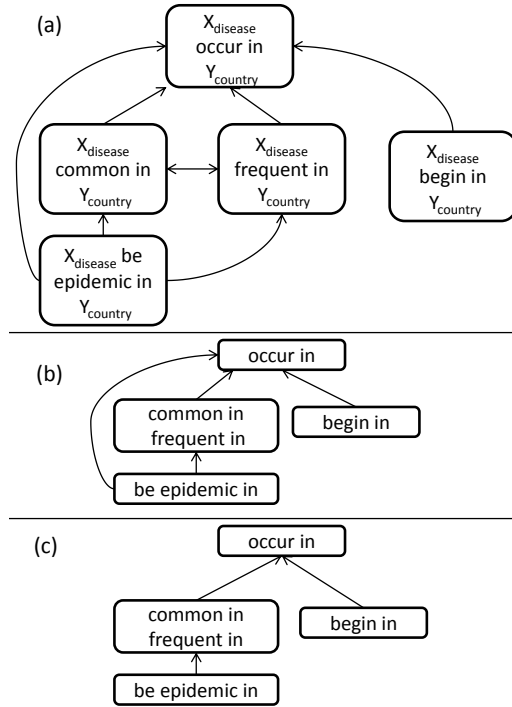 (a)
X_disease
occur in
Y_country
X_disease
common in
Y_country
X_disease
frequent in
Y_country
X_disease
begin in
Y_country
X_disease be
epidemic in
Y_country
(b)
occur in
common in
frequent in
begin in
be epidemic in
(c)
occur in
common in
frequent in
begin in
be epidemic in